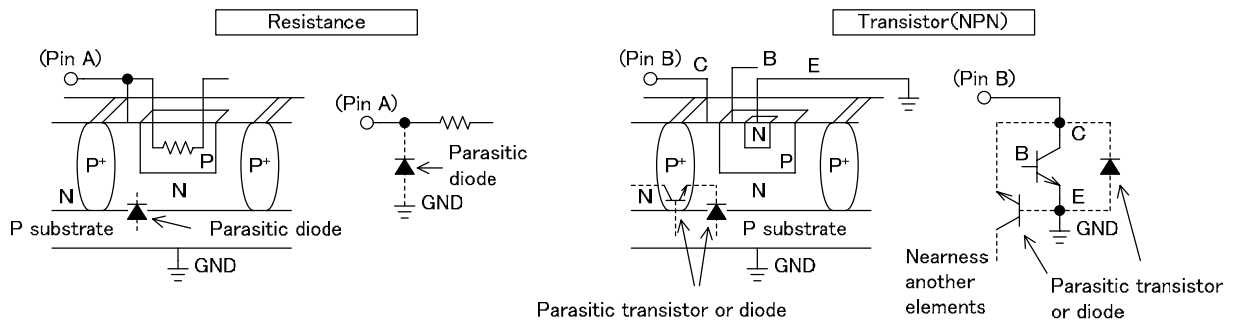 Resistance
Transistor(NPN)
(Pin A)
(Pin A)
P+
P
P+
N
N
P substrate
Parasitic diode
GND
Parasitic
diode
GND
(Pin B)
C
B
E
(Pin B)
N
P+
P
P+
N
N
P substrate
GND
Parasitic transistor or diode
C
B
E
GND
Nearness
another
elements
Parasitic transistor
or diode